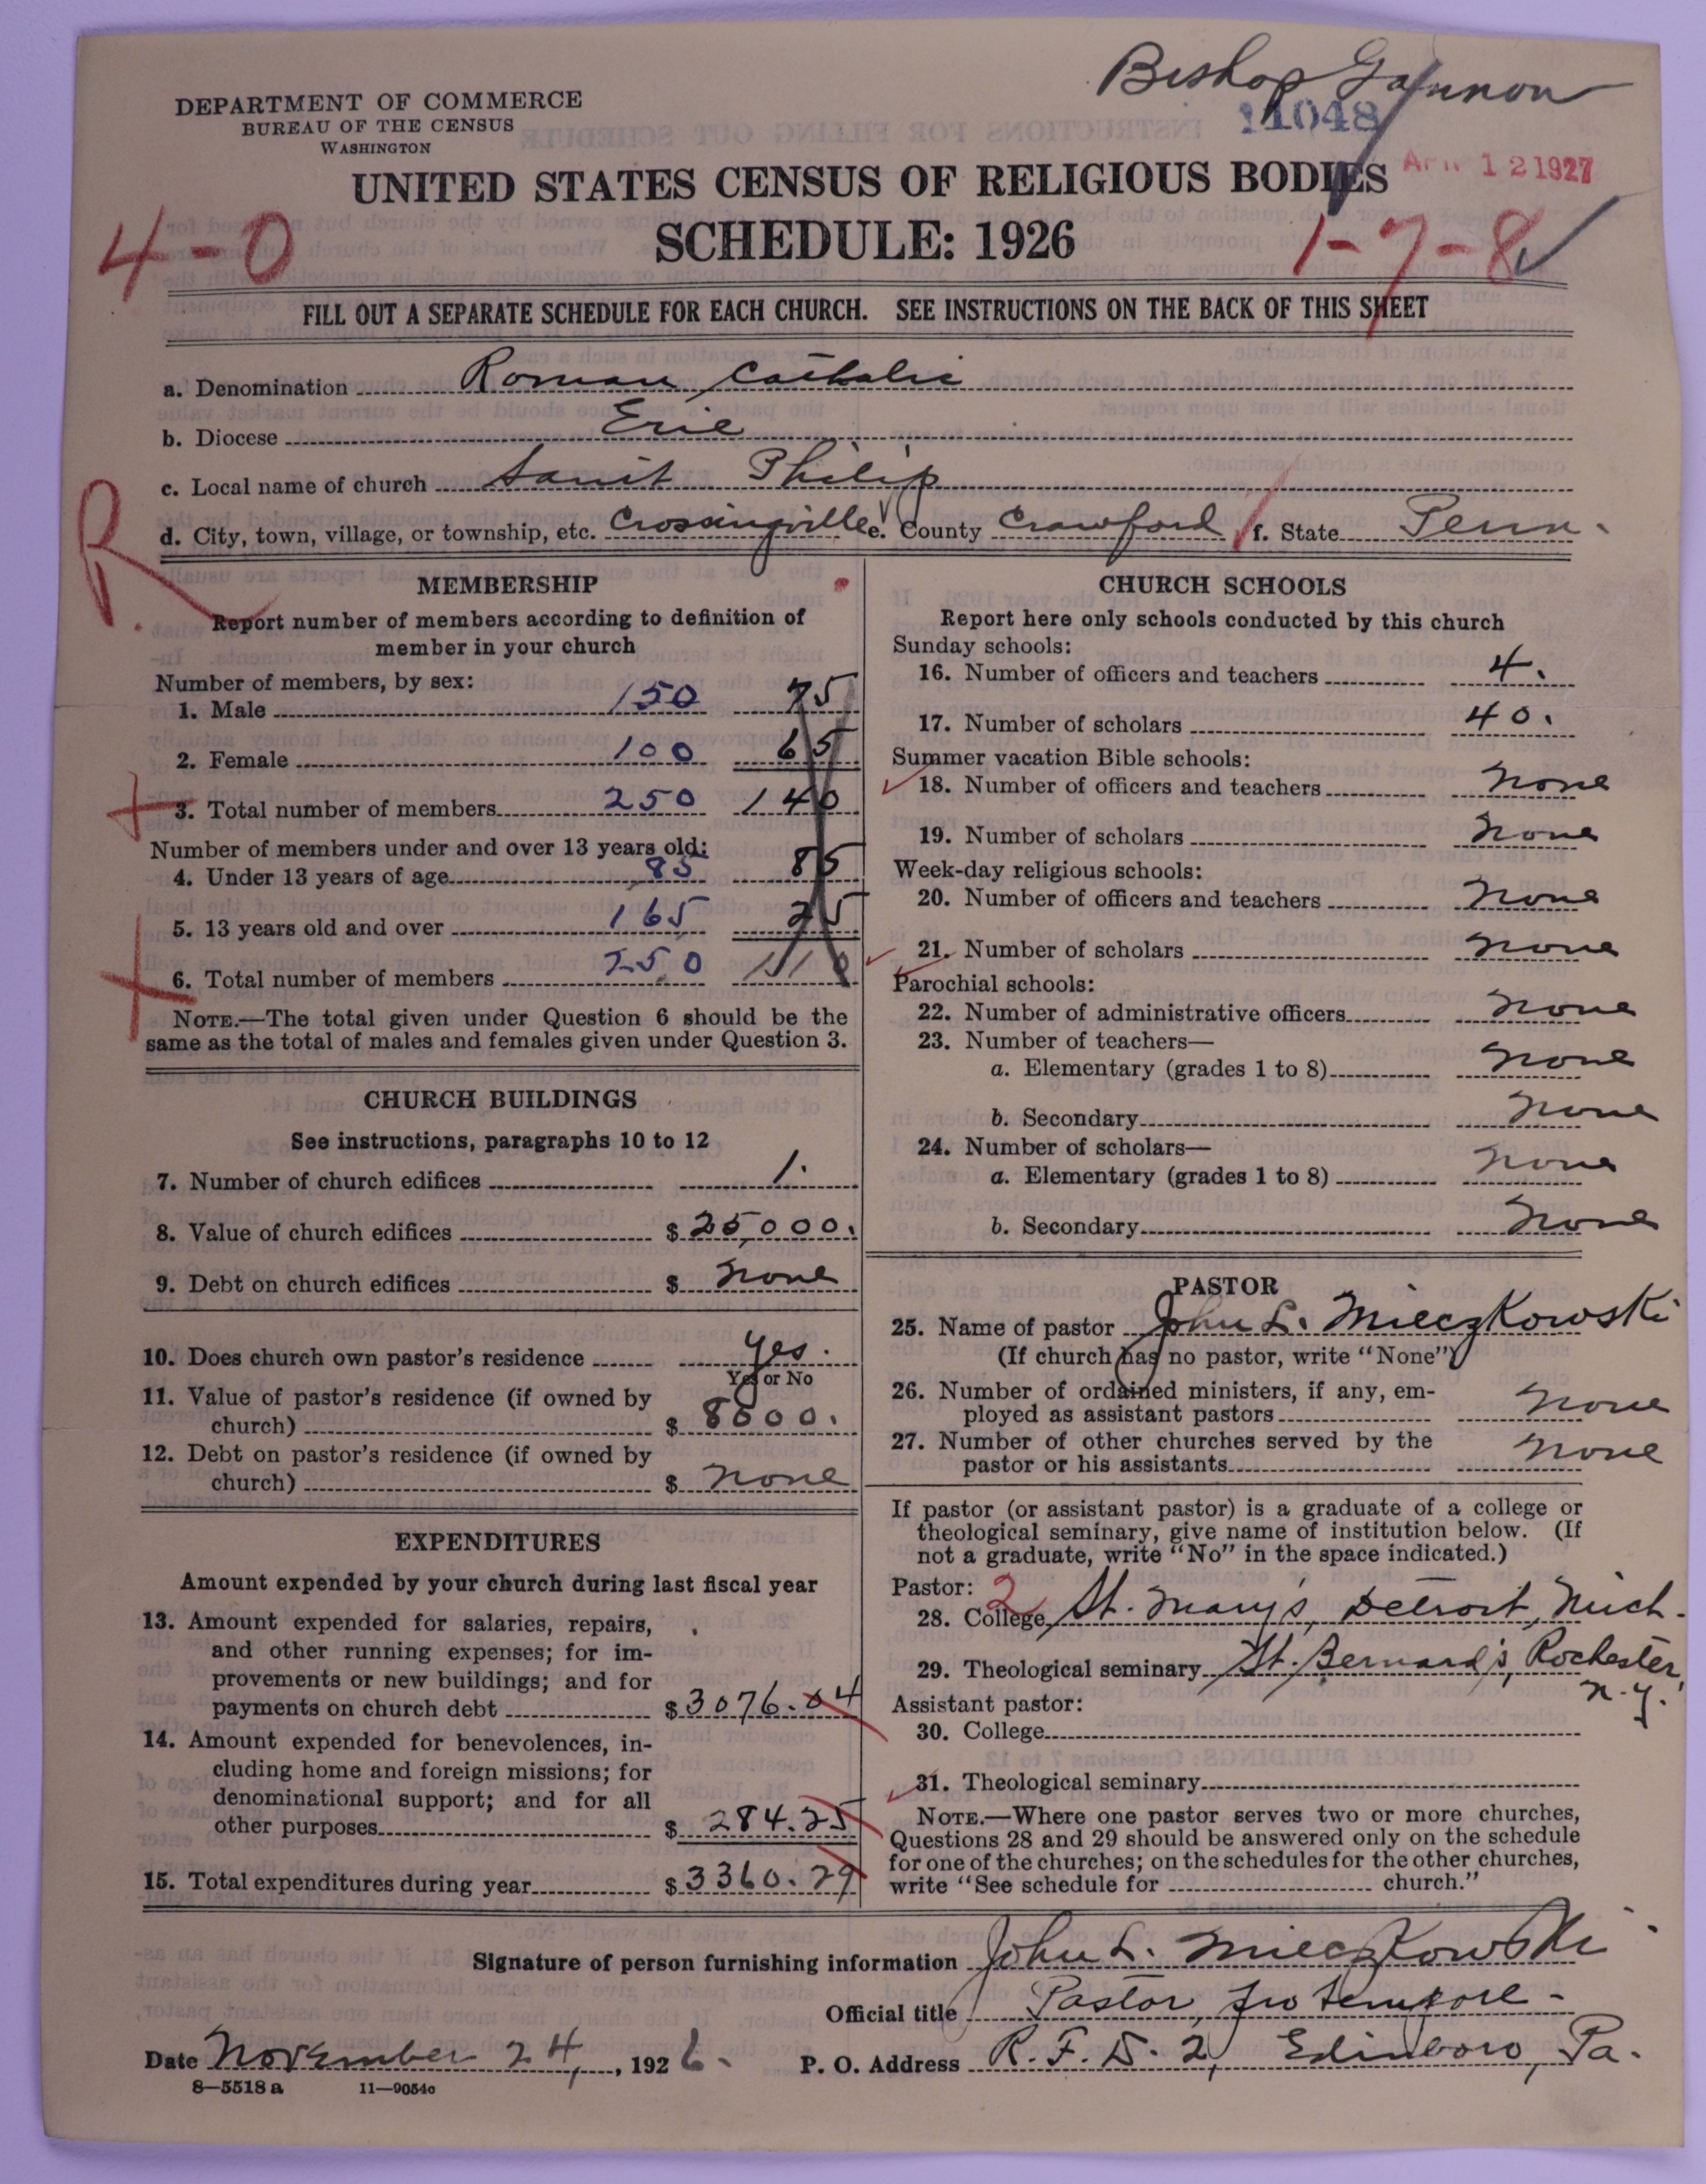 Bishop Gannon
DEPARTMENT OF COMMERCE
BUREAU OF THE CENSUS
WASHINGTON
11048
APR 12 1927
UNITED STATES CENSUS OF RELIGIOUS BODIES
4-0
SCHEDULE: 1926
1-7-8
FILL OUT A SEPARATE SCHEDULE FOR EACH CHURCH. SEE INSTRUCTIONS ON THE BACK OF THIS SHEET
a. Denomination Roman Catholic
b. Diocese Erie
c. Local name of church Saint Philip
R
d. City, town, village, or township, etc. Crossingville e. County Crawford f. State Penn.
MEMBERSHIP
Report number of members according to definition of
member in your church
Number of members, by sex:
1. Male 150 75
2. Female 100 65
3. Total number of members 250 140
Number of members under and over 13 years old:
4. Under 13 years of age 85 85
5. 13 years old and over 165 25
6. Total number of members 250 110
NOTE.—The total given under Question 6 should be the
same as the total of males and females given under Question 3.
CHURCH BUILDINGS
See instructions, paragraphs 10 to 12
7. Number of church edifices 1.
8. Value of church edifices $ 25,000.
9. Debt on church edifices $ none
10. Does church own pastor's residence yes.
Yes or No
11. Value of pastor's residence (if owned by
church) $ 8000.
12. Debt on pastor's residence (if owned by
church) $ none
EXPENDITURES
Amount expended by your church during last fiscal year
13. Amount expended for salaries, repairs,
and other running expenses; for im-
provements or new buildings; and for
payments on church debt $ 3076.04
14. Amount expended for benevolences, in-
cluding home and foreign missions; for
denominational support; and for all
other purposes $ 284.25
15. Total expenditures during year $ 3360.29
CHURCH SCHOOLS
Report here only schools conducted by this church
Sunday schools:
16. Number of officers and teachers 4.
17. Number of scholars 40.
Summer vacation Bible schools:
18. Number of officers and teachers none
19. Number of scholars none
Week-day religious schools:
20. Number of officers and teachers none
21. Number of scholars none
Parochial schools:
22. Number of administrative officers none
23. Number of teachers—
a. Elementary (grades 1 to 8) none
b. Secondary none
24. Number of scholars—
a. Elementary (grades 1 to 8) none
b. Secondary none
PASTOR
25. Name of pastor John L. Mieczkowski
(If church has no pastor, write "None")
26. Number of ordained ministers, if any, em-
ployed as assistant pastors none
27. Number of other churches served by the
pastor or his assistants none
If pastor (or assistant pastor) is a graduate of a college or
theological seminary, give name of institution below. (If
not a graduate, write "No" in the space indicated.)
Pastor: 2
28. College St. Mary's, Detroit, Mich.
29. Theological seminary St. Bernard's, Rochester,
N.Y.
Assistant pastor:
30. College
31. Theological seminary
NOTE.—Where one pastor serves two or more churches,
Questions 28 and 29 should be answered only on the schedule
for one of the churches; on the schedules for the other churches,
write "See schedule for church."
Signature of person furnishing information John L. Mieczkowski
Official title Pastor, pro tempore-
Date November 24, 1926. P. O. Address R.F.D. 2, Edinboro, Pa.
8—5518 a 11—9054c